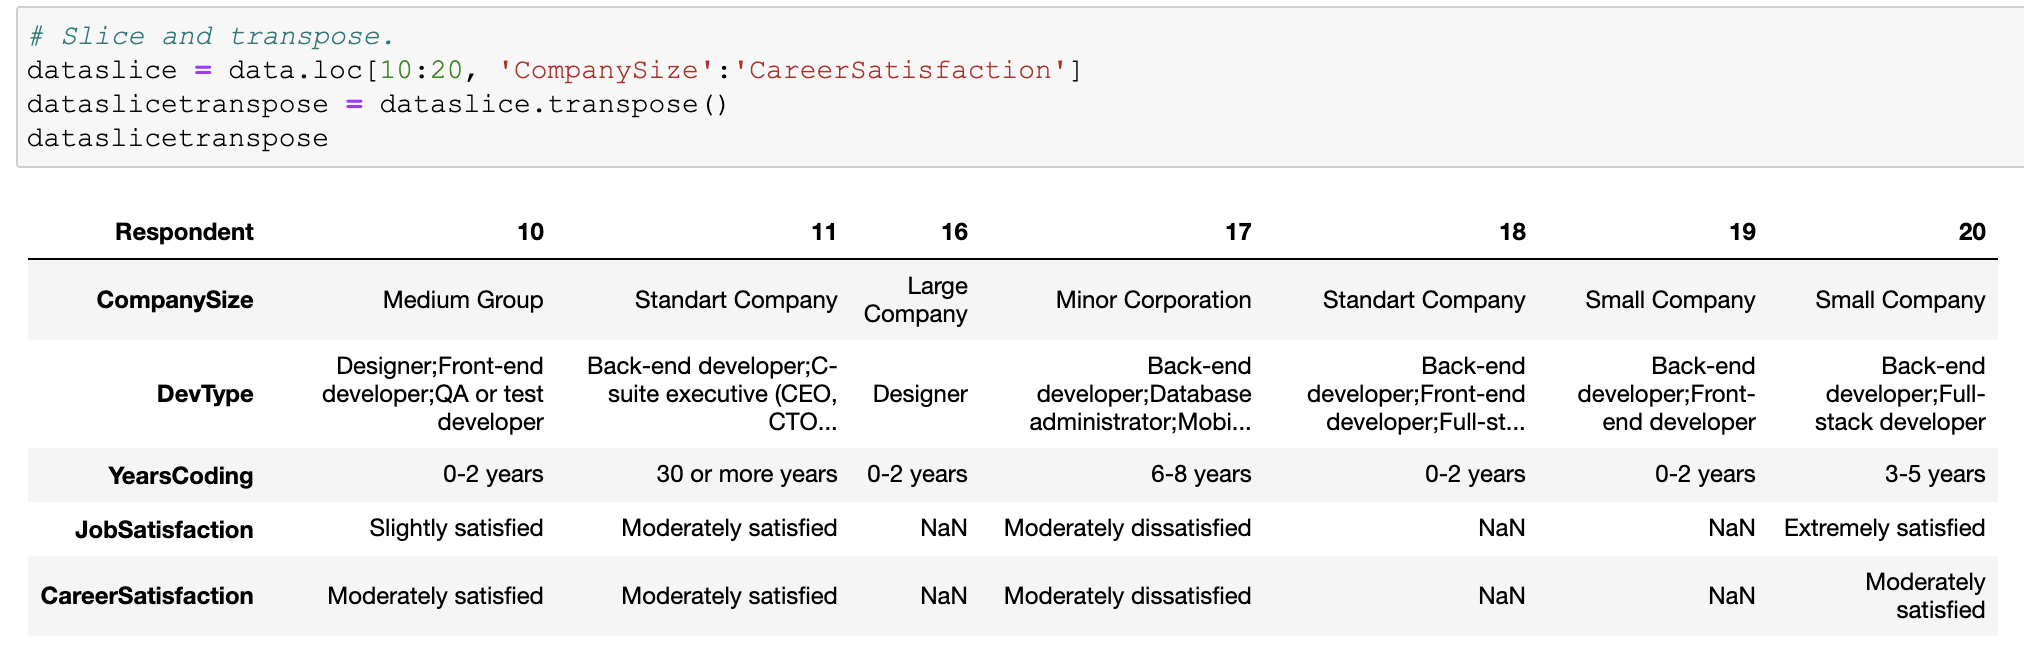 # Slice and transpose.
dataslice = data.loc[10:20, 'CompanySize':'CareerSatisfaction']
dataslicetranspose = dataslice.transpose()
dataslicetranspose
Respondent 10 11 16 17 18 19 20
CompanySize Medium Group Standart Company Large Company Minor Corporation Standart Company Small Company Small Company
DevType Designer;Front-end developer;QA or test developer Back-end developer;C-suite executive (CEO, CTO... Designer Back-end developer;Database administrator;Mobi... Back-end developer;Front-end developer;Full-st... Back-end developer;Front-end developer Back-end developer;Full-stack developer
YearsCoding 0-2 years 30 or more years 0-2 years 6-8 years 0-2 years 0-2 years 3-5 years
JobSatisfaction Slightly satisfied Moderately satisfied NaN Moderately dissatisfied NaN NaN Extremely satisfied
CareerSatisfaction Moderately satisfied Moderately satisfied NaN Moderately dissatisfied NaN NaN Moderately satisfied